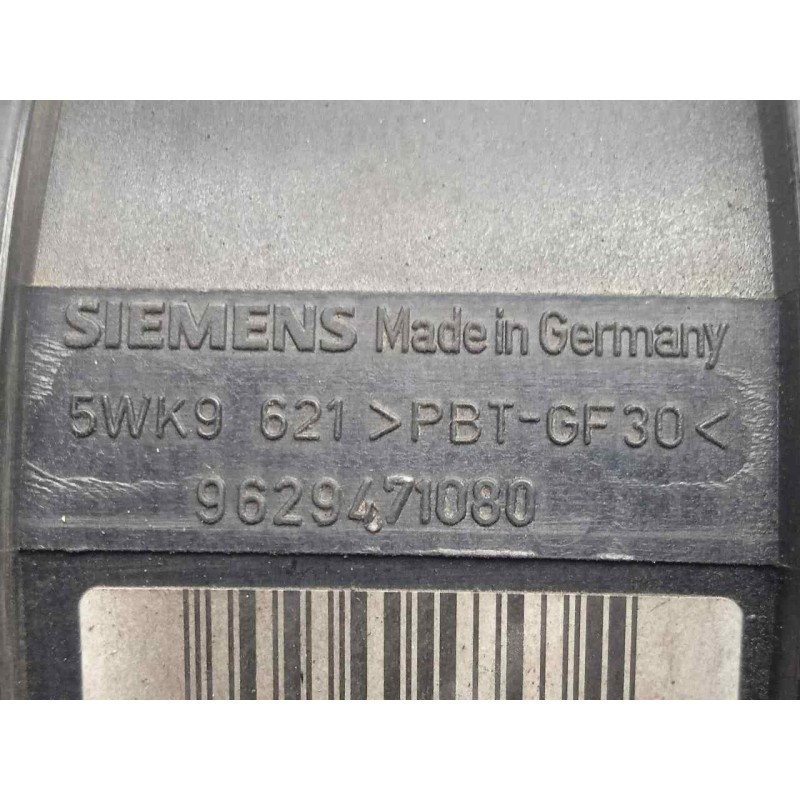 SIEMENS Made in Germany
5WK9 621 >PBT-GF30<
9629471080